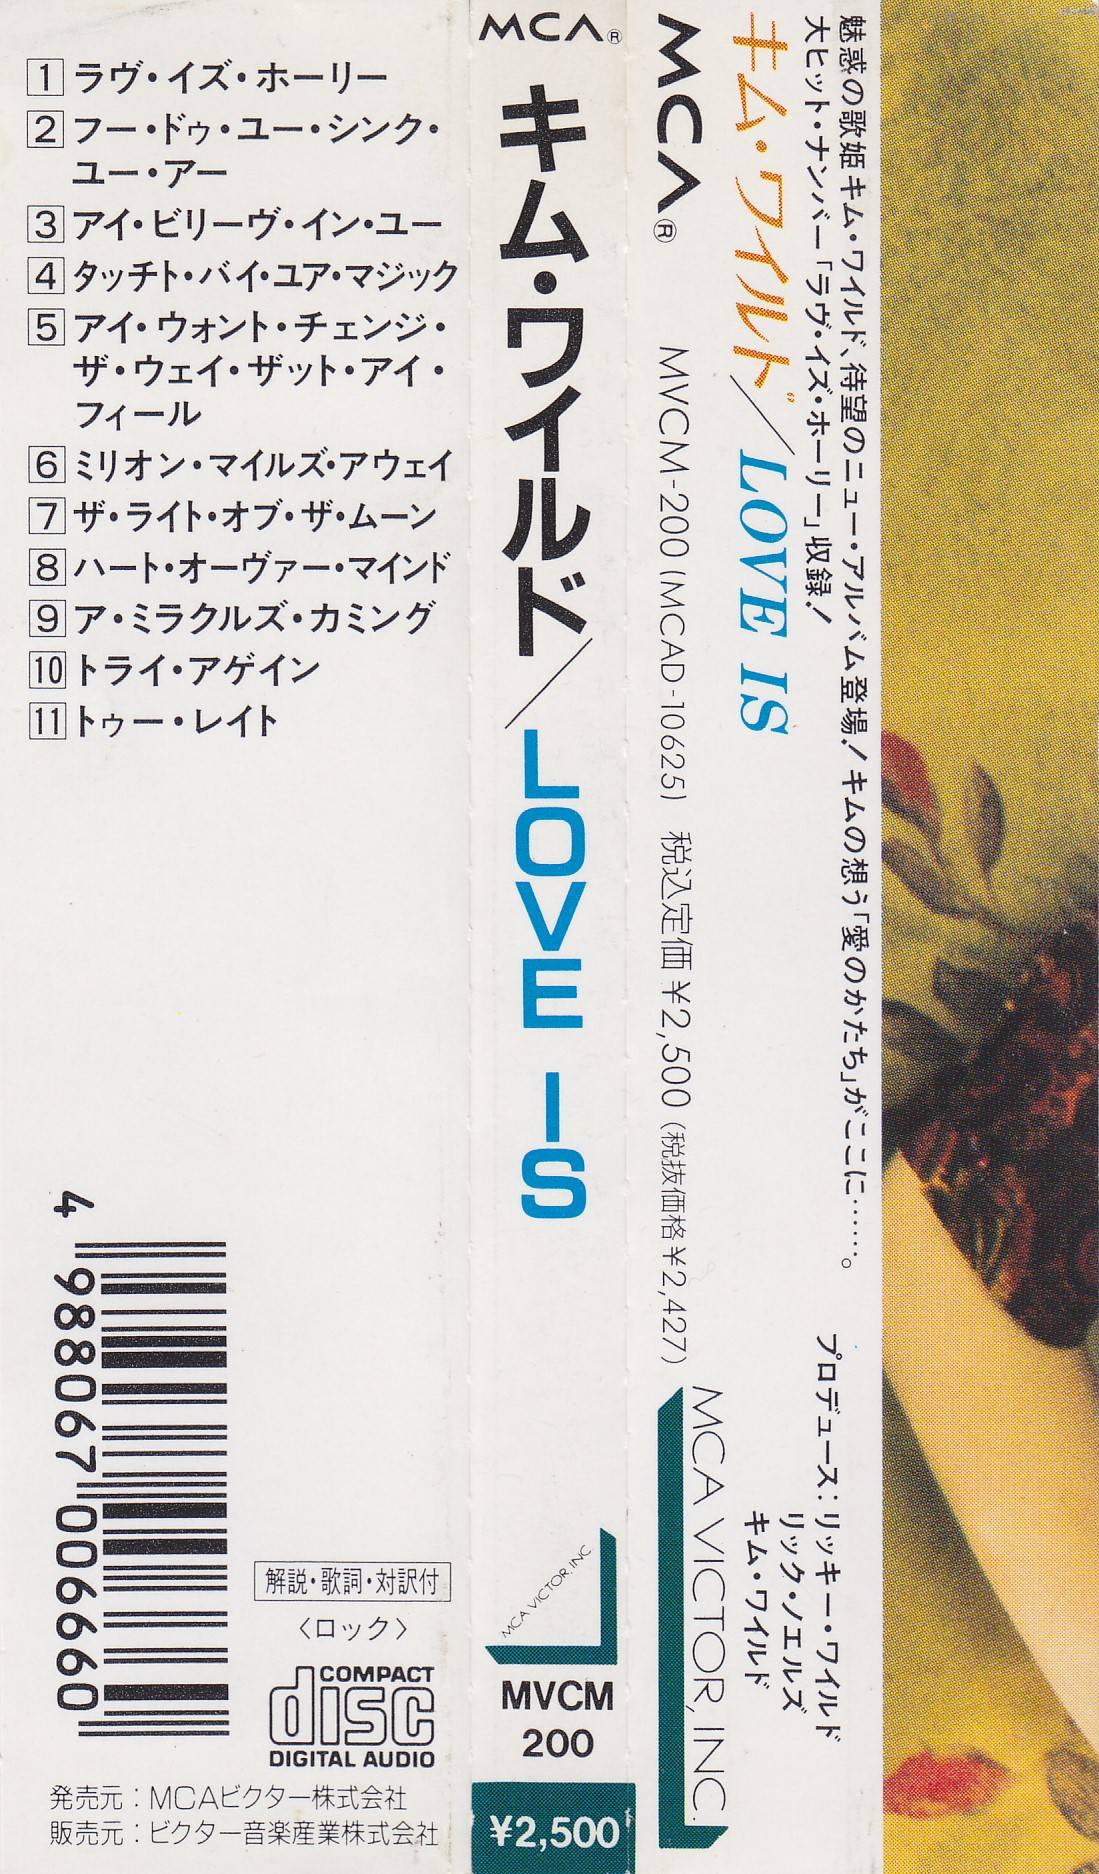 1 ラヴ・イズ・ホーリー
2 フー・ドゥ・ユー・シンク・
ユー・アー
3 アイ・ビリーヴ・イン・ユー
4 タッチト・バイ・ユア・マジック
5 アイ・ウォント・チェンジ・
ザ・ウェイ・ザット・アイ・
フィール
6 ミリオン・マイルズ・アウェイ
7 ザ・ライト・オブ・ザ・ムーン
8 ハート・オーヴァー・マインド
9 ア・ミラクルズ・カミング
10 トライ・アゲイン
11 トゥー・レイト
4 988067 006660
解説・歌詞・対訳付
〈ロック〉
COMPACT
disc
DIGITAL AUDIO
発売元：MCAビクター株式会社
販売元：ビクター音楽産業株式会社
MCA®
キム・ワイルド／LOVE IS
MCA VICTOR, INC.
MVCM
200
¥2,500
魅惑の歌姫キム・ワイルド、待望のニュー・アルバム登場！キムの想う「愛のかたち」がここに……。
大ヒット・ナンバー「ラヴ・イズ・ホーリー」収録！
キム・ワイルド／LOVE IS
プロデュース：リッキー・ワイルド
リック・ノエルズ
キム・ワイルド
MCA® MVCM-200 (MCAD-10625) 税込定価¥2,500 (税抜価格¥2,427)
MCA VICTOR, INC.